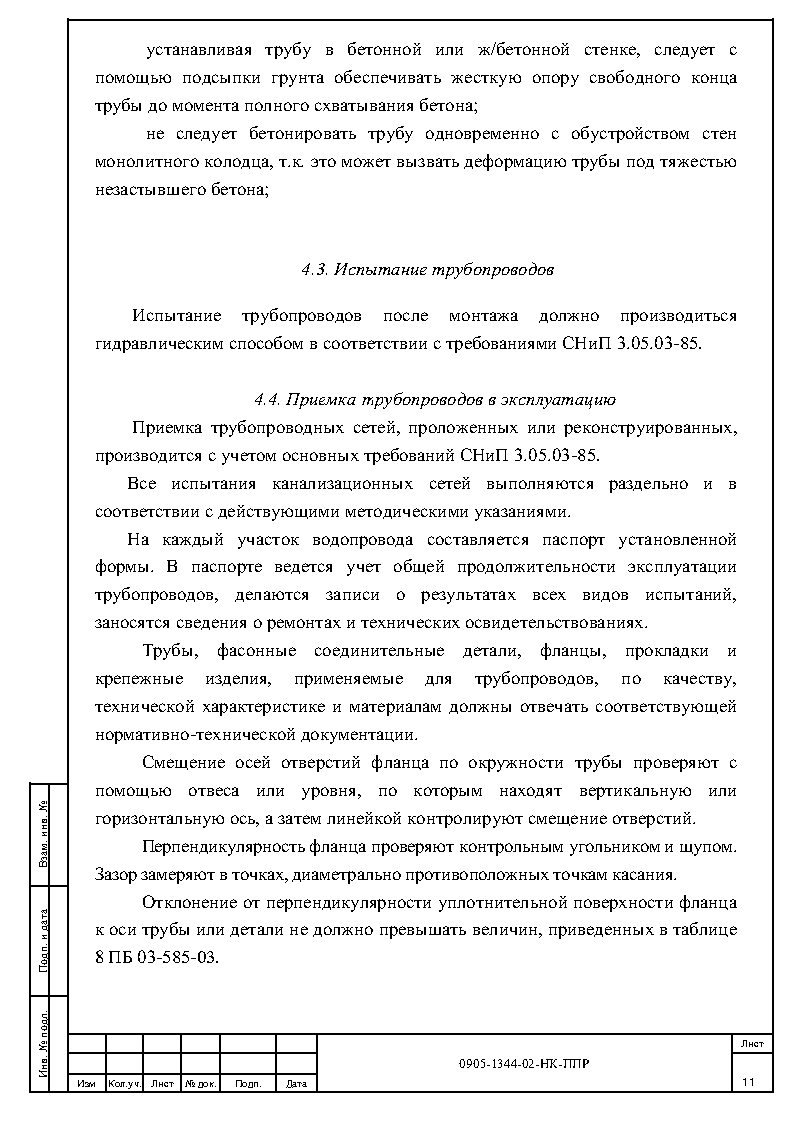 устанавливая трубу в бетонной или ж/бетонной стенке, следует с
помощью подсыпки грунта обеспечивать жесткую опору свободного конца
трубы до момента полного схватывания бетона;
не следует бетонировать трубу одновременно с обустройством стен
монолитного колодца, т.к. это может вызвать деформацию трубы под тяжестью
незастывшего бетона;
4.3. Испытание трубопроводов
Испытание трубопроводов после монтажа должно производиться
гидравлическим способом в соответствии с требованиями СНиП 3.05.03-85.
4.4. Приемка трубопроводов в эксплуатацию
Приемка трубопроводных сетей, проложенных или реконструированных,
производится с учетом основных требований СНиП 3.05.03-85.
Все испытания канализационных сетей выполняются раздельно и в
соответствии с действующими методическими указаниями.
На каждый участок водопровода составляется паспорт установленной
формы. В паспорте ведется учет общей продолжительности эксплуатации
трубопроводов, делаются записи о результатах всех видов испытаний,
заносятся сведения о ремонтах и технических освидетельствованиях.
Трубы, фасонные соединительные детали, фланцы, прокладки и
крепежные изделия, применяемые для трубопроводов, по качеству,
технической характеристике и материалам должны отвечать соответствующей
нормативно-технической документации.
Смещение осей отверстий фланца по окружности трубы проверяют с
помощью отвеса или уровня, по которым находят вертикальную или
горизонтальную ось, а затем линейкой контролируют смещение отверстий.
Перпендикулярность фланца проверяют контрольным угольником и щупом.
Зазор замеряют в точках, диаметрально противоположных точкам касания.
Отклонение от перпендикулярности уплотнительной поверхности фланца
к оси трубы или детали не должно превышать величин, приведенных в таблице
8 ПБ 03-585-03.
Взам. инв. №
Подп. и дата
Инв. № подл.
Изм Кол.уч. Лист № док. Подп. Дата
0905-1344-02-НК-ППР
Лист
11